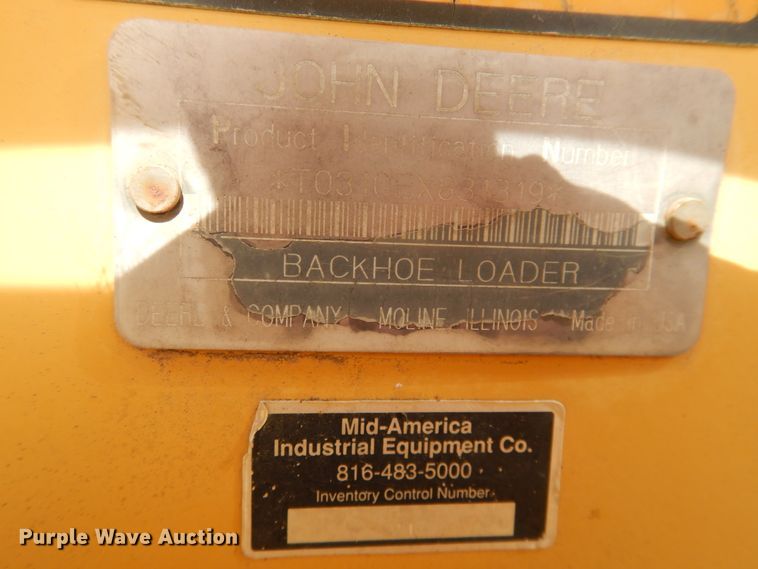 JOHN DEERE
Product Identification Number
BACKHOE LOADER
DEERE & COMPANY MOLINE ILLINOIS Made in USA
Mid-America
Industrial Equipment Co.
816-483-5000
Inventory Control Number
Purple Wave Auction